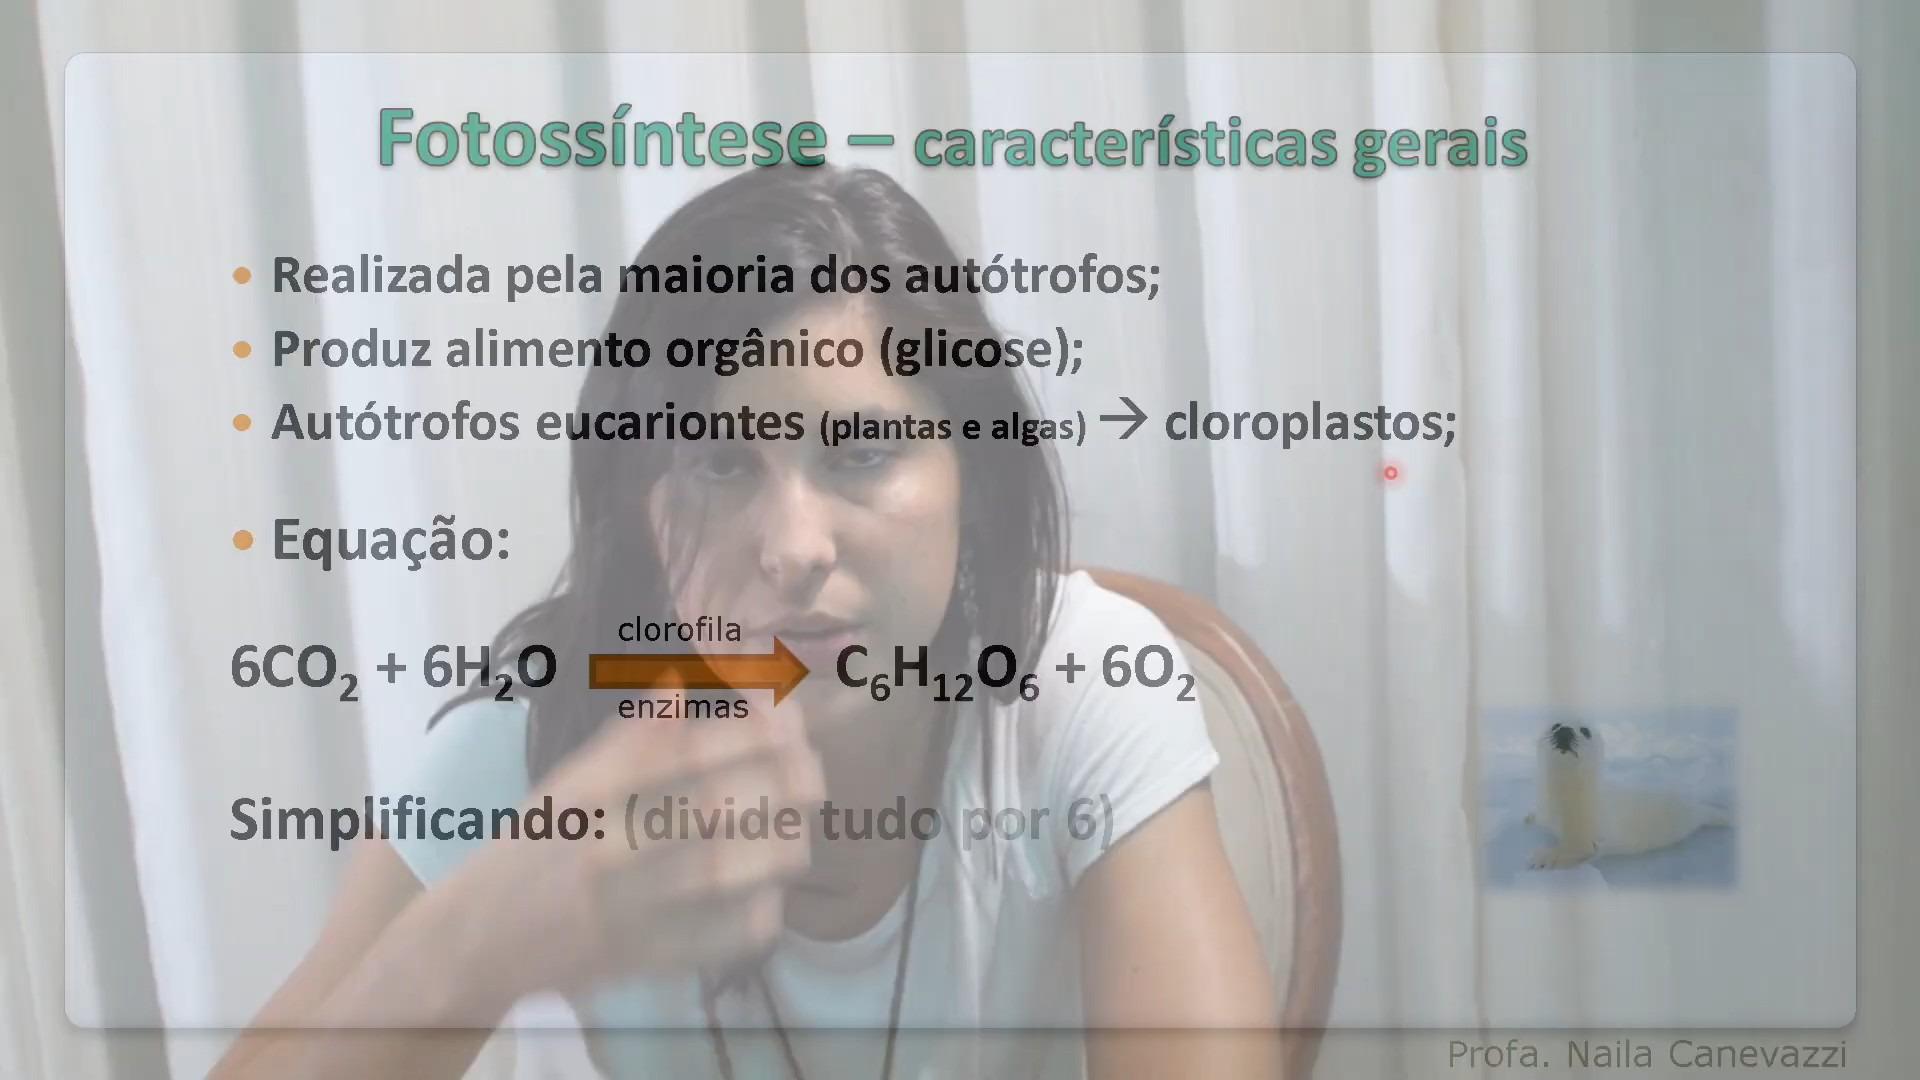 Fotossíntese – características gerais
• Realizada pela maioria dos autótrofos;
• Produz alimento orgânico (glicose);
• Autótrofos eucariontes (plantas e algas) → cloroplastos;
• Equação:
clorofila
6CO₂ + 6H₂O → C₆H₁₂O₆ + 6O₂
enzimas
Simplificando: (divide tudo por 6)
Profa. Naila Canevazzi